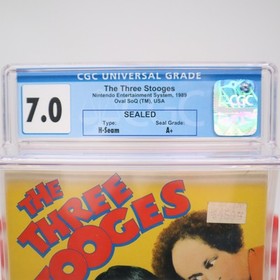 CGC UNIVERSAL GRADE
7.0
The Three Stooges
Nintendo Entertainment System, 1989
Oval SoQ (TM), USA
SEALED
Type:
Seal Grade:
H-Seam
A+
CGC
THE
THREE
STOOGES